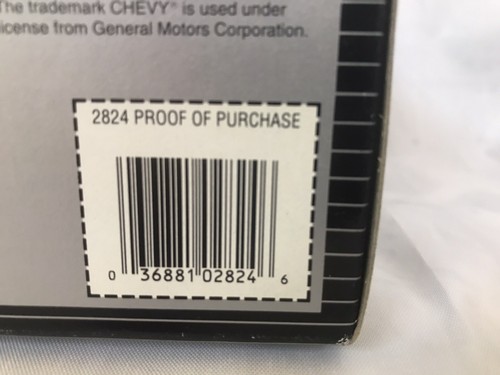 The trademark CHEVY® is used under
license from General Motors Corporation.
2824 PROOF OF PURCHASE
0 36881 02824 6